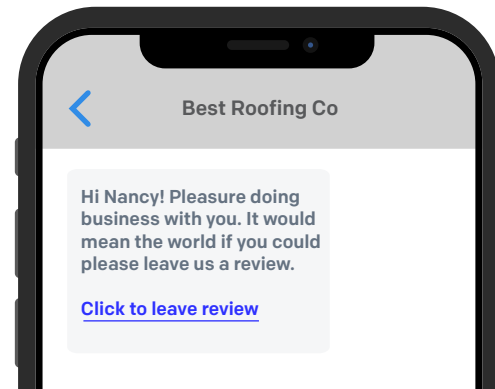 Best Roofing Co
Hi Nancy! Pleasure doing
business with you. It would
mean the world if you could
please leave us a review.
Click to leave review